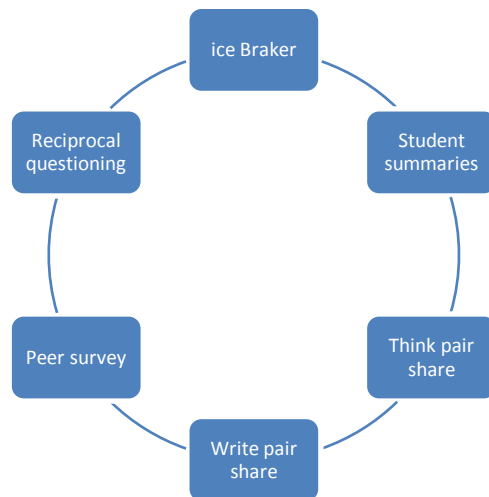 ice Braker
Student
summaries
Think pair
share
Write pair
share
Peer survey
Reciprocal
questioning